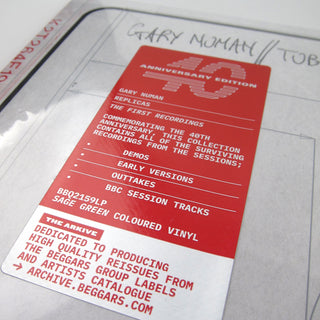 GARY NUMAN // TUB
40
ANNIVERSARY EDITION
GARY NUMAN
REPLICAS
THE FIRST RECORDINGS
COMMEMORATING THE 40TH
ANNIVERSARY, THIS COLLECTION
CONTAINS ALL OF THE SURVIVING
RECORDINGS FROM THE SESSIONS:
• DEMOS
• EARLY VERSIONS
• OUTTAKES
• BBC SESSION TRACKS
BBQ2159LP
SAGE GREEN COLOURED VINYL
THE ARKIVE
DEDICATED TO PRODUCING
HIGH QUALITY REISSUES FROM
THE BEGGARS GROUP LABELS
AND ARTISTS CATALOGUE
→ ARCHIVE.BEGGARS.COM